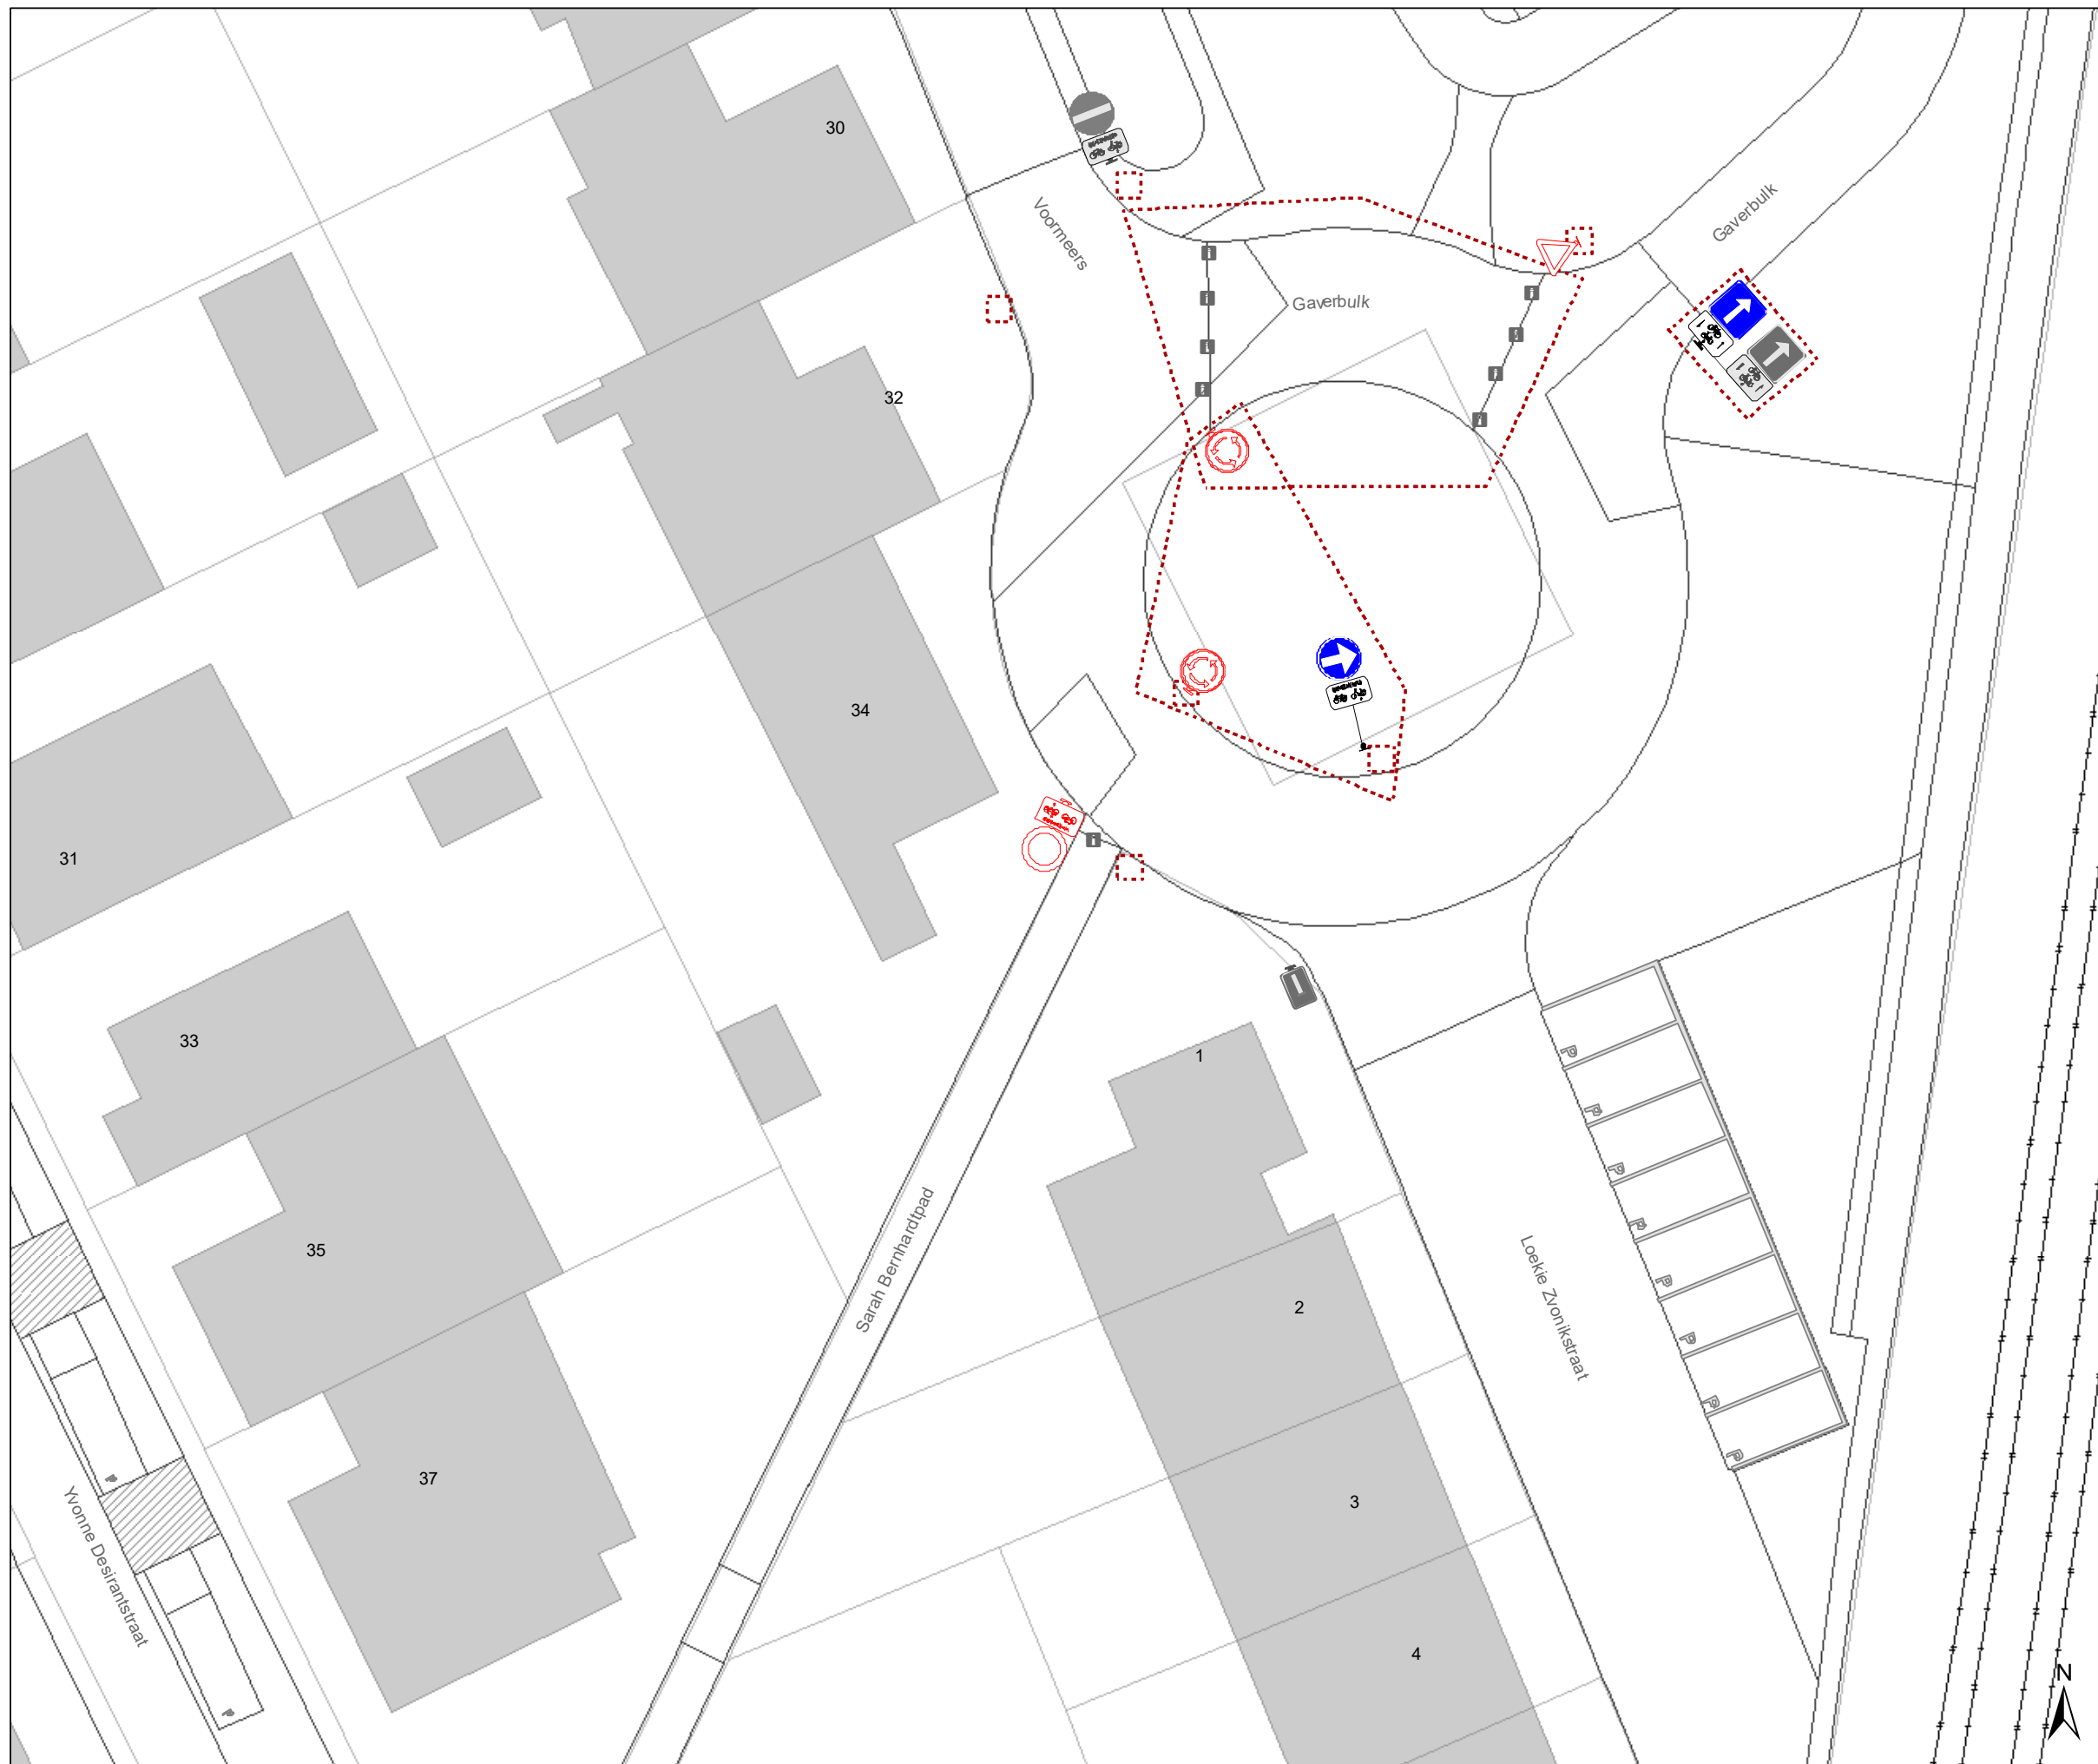 30
Voormeers
Gaverbulk
Gaverbulk
32
34
31
33
1
35
Sarah Bernhardtpad
2
Loekie Zvonikstraat
37
3
Yvonne Desirantstraat
4
N
P
P
P
P
P
P
P
P
P
P